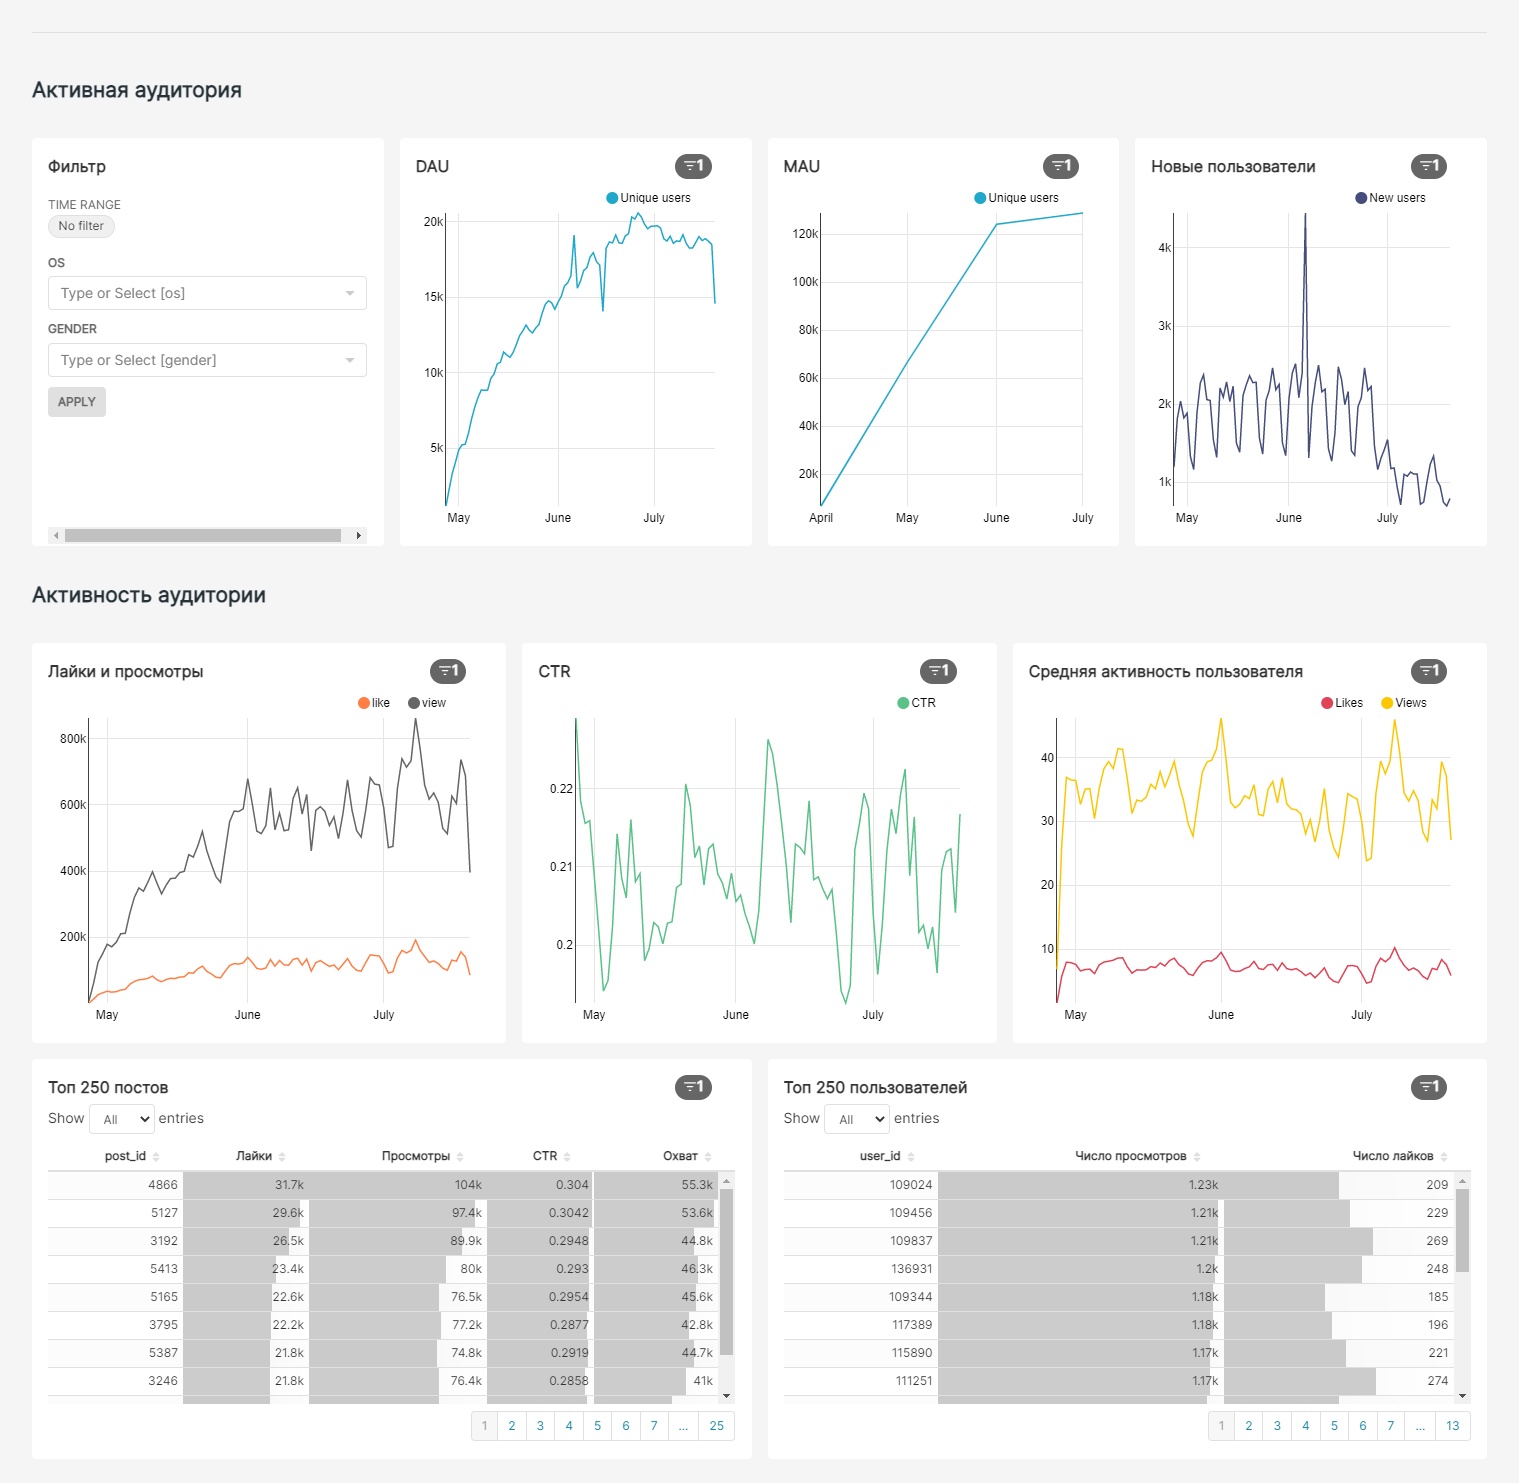 Активная аудитория
Фильтр
TIME RANGE
No filter
OS
Type or Select [os]
GENDER
Type or Select [gender]
APPLY
DAU
1
Unique users
20k
15k
10k
5k
May June July
MAU
1
Unique users
120k
100k
80k
60k
40k
20k
April May June July
Новые пользователи
1
New users
4k
3k
2k
1k
May June July
Активность аудитории
Лайки и просмотры
1
like view
800k
600k
400k
200k
May June July
CTR
1
CTR
0.22
0.21
0.2
May June July
Средняя активность пользователя
1
Likes Views
40
30
20
10
May June July
Топ 250 постов
1
Show All entries
post_id Лайки Просмотры CTR Охват
4866 31.7k 104k 0.304 55.3k
5127 29.6k 97.4k 0.3042 53.6k
3192 26.5k 89.9k 0.2948 44.8k
5413 23.4k 80k 0.293 46.3k
5165 22.6k 76.5k 0.2954 45.6k
3795 22.2k 77.2k 0.2877 42.8k
5387 21.8k 74.8k 0.2919 44.7k
3246 21.8k 76.4k 0.2858 41k
1 2 3 4 5 6 7 ... 25
Топ 250 пользователей
1
Show All entries
user_id Число просмотров Число лайков
109024 1.23k 209
109456 1.21k 229
109837 1.21k 269
136931 1.2k 248
109344 1.18k 185
117389 1.18k 196
115890 1.17k 221
111251 1.17k 274
1 2 3 4 5 6 7 ... 13